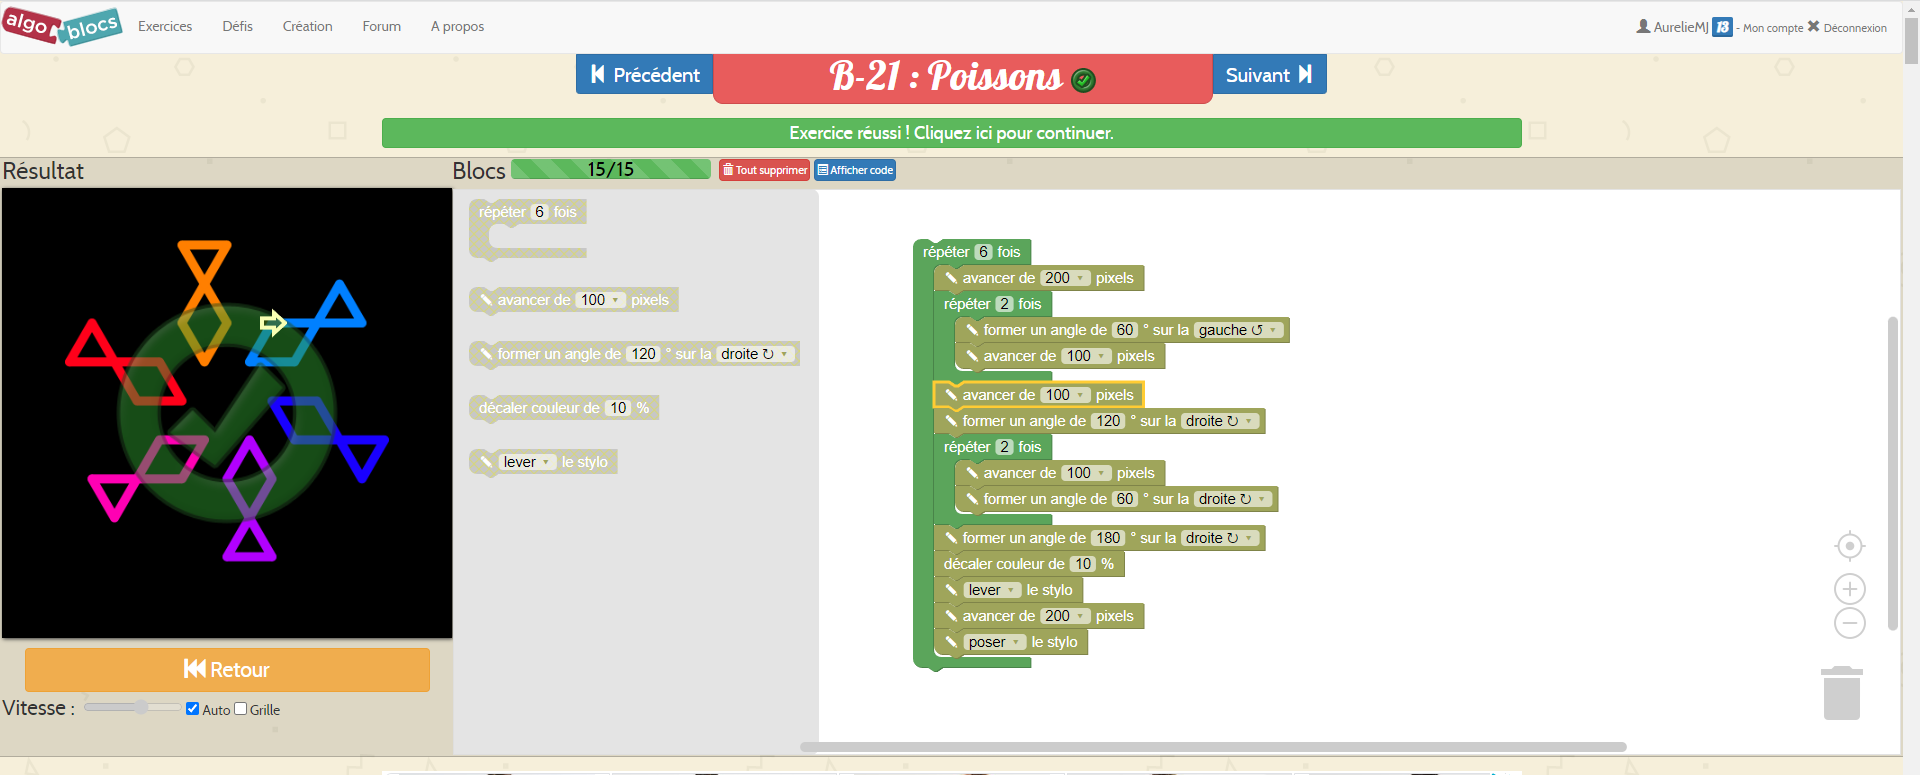 algo blocs Exercices Défis Création Forum A propos AurelieMJ 13 - Mon compte Déconnexion
Précédent B-21 : Poissons Suivant
Exercice réussi ! Cliquez ici pour continuer.
Résultat Blocs 15/15 Tout supprimer Afficher code
répéter 6 fois
avancer de 100 pixels
former un angle de 120 ° sur la droite ↻
décaler couleur de 10 %
lever le stylo
répéter 6 fois
avancer de 200 pixels
répéter 2 fois
former un angle de 60 ° sur la gauche ↺
avancer de 100 pixels
avancer de 100 pixels
former un angle de 120 ° sur la droite ↻
répéter 2 fois
avancer de 100 pixels
former un angle de 60 ° sur la droite ↻
former un angle de 180 ° sur la droite ↻
décaler couleur de 10 %
lever le stylo
avancer de 200 pixels
poser le stylo
Retour
Vitesse : Auto Grille